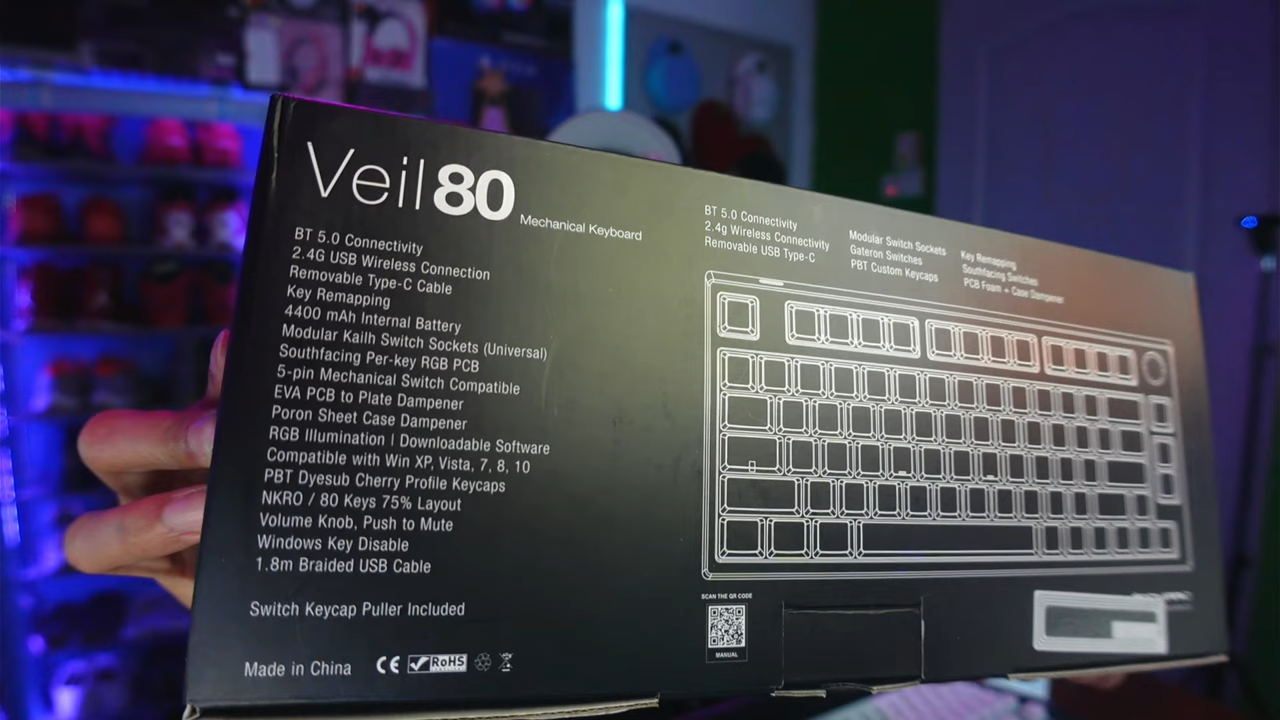 Veil 80
Mechanical Keyboard
BT 5.0 Connectivity
2.4G USB Wireless Connection
Removable Type-C Cable
Key Remapping
4400 mAh Internal Battery
Modular Kailh Switch Sockets (Universal)
Southfacing Per-key RGB PCB
5-pin Mechanical Switch Compatible
EVA PCB to Plate Dampener
Poron Sheet Case Dampener
RGB Illumination | Downloadable Software
Compatible with Win XP, Vista, 7, 8, 10
PBT Dyesub Cherry Profile Keycaps
NKRO / 80 Keys 75% Layout
Volume Knob, Push to Mute
Windows Key Disable
1.8m Braided USB Cable
Switch Keycap Puller Included
Made in China
CE
RoHS
BT 5.0 Connectivity
2.4g Wireless Connectivity
Removable USB Type-C
Modular Switch Sockets
Gateron Switches
PBT Custom Keycaps
Key Remapping
Southfacing Switches
PCB Foam + Case Dampener
SCAN THE QR CODE
MANUAL